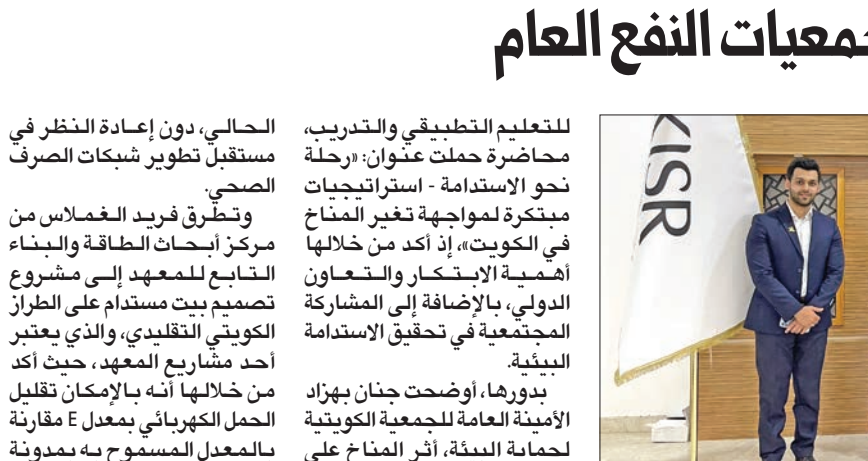 معيات النفع العام
KISR
للتعليم التطبيقي والتدريب،
محاضرة حملت عنوان: «رحلة
نحو الاستدامة - استراتيجيات
مبتكرة لمواجهة تغير المناخ
في الكويت»، إذ أكد من خلالها
أهمية الابتكار والتعاون
الدولي، بالإضافة إلى المشاركة
المجتمعية في تحقيق الاستدامة
البيئية.
بدورها، أوضحت جنان بهزاد
الأمينة العامة للجمعية الكويتية
لحماية البيئة، أثر المناخ على
الحالي، دون إعادة النظر في
مستقبل تطوير شبكات الصرف
الصحي.
وتطرق فريد الغملاس من
مركز أبحاث الطاقة والبناء
التابع للمعهد إلى مشروع
تصميم بيت مستدام على الطراز
الكويتي التقليدي، والذي يعتبر
أحد مشاريع المعهد، حيث أكد
من خلالها أنه بالإمكان تقليل
الحمل الكهربائي بمعدل E مقارنة
بالمعدل المسموح به بمدونة